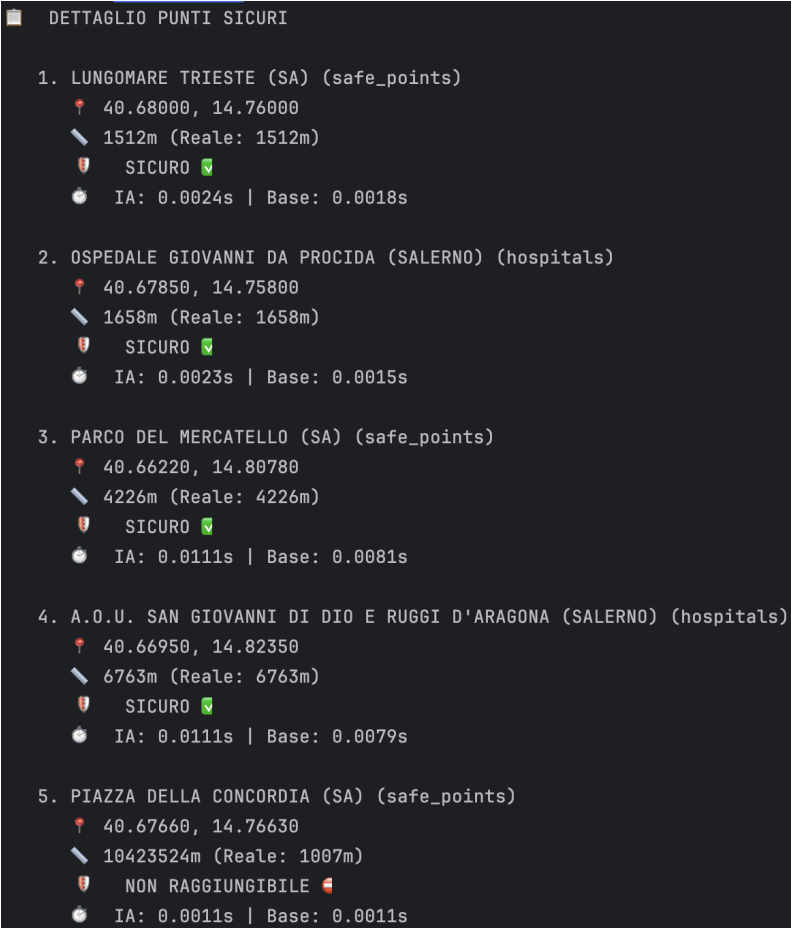 DETTAGLIO PUNTI SICURI
1. LUNGOMARE TRIESTE (SA) (safe_points)
40.68000, 14.76000
1512m (Reale: 1512m)
SICURO
IA: 0.0024s | Base: 0.0018s
2. OSPEDALE GIOVANNI DA PROCIDA (SALERNO) (hospitals)
40.67850, 14.75800
1658m (Reale: 1658m)
SICURO
IA: 0.0023s | Base: 0.0015s
3. PARCO DEL MERCATELLO (SA) (safe_points)
40.66220, 14.80780
4226m (Reale: 4226m)
SICURO
IA: 0.0111s | Base: 0.0081s
4. A.O.U. SAN GIOVANNI DI DIO E RUGGI D'ARAGONA (SALERNO) (hospitals)
40.66950, 14.82350
6763m (Reale: 6763m)
SICURO
IA: 0.0111s | Base: 0.0079s
5. PIAZZA DELLA CONCORDIA (SA) (safe_points)
40.67660, 14.76630
10423524m (Reale: 1007m)
NON RAGGIUNGIBILE
IA: 0.0011s | Base: 0.0011s